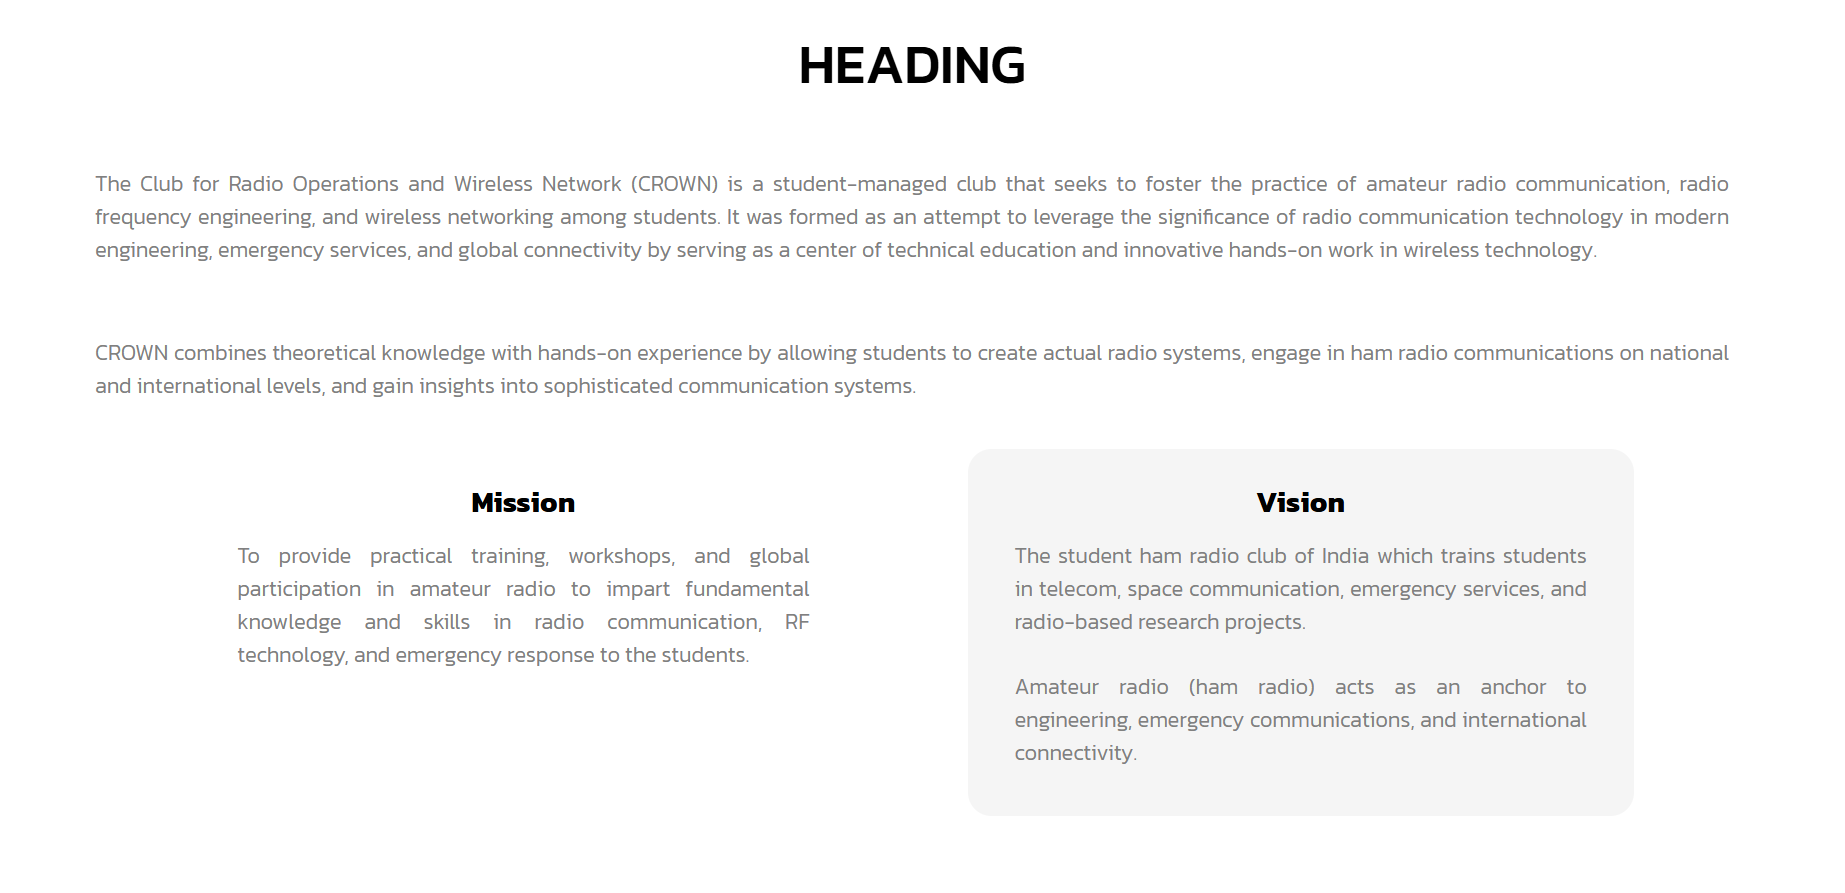 HEADING
The Club for Radio Operations and Wireless Network (CROWN) is a student-managed club that seeks to foster the practice of amateur radio communication, radio
frequency engineering, and wireless networking among students. It was formed as an attempt to leverage the significance of radio communication technology in modern
engineering, emergency services, and global connectivity by serving as a center of technical education and innovative hands-on work in wireless technology.
CROWN combines theoretical knowledge with hands-on experience by allowing students to create actual radio systems, engage in ham radio communications on national
and international levels, and gain insights into sophisticated communication systems.
Mission
To provide practical training, workshops, and global
participation in amateur radio to impart fundamental
knowledge and skills in radio communication, RF
technology, and emergency response to the students.
Vision
The student ham radio club of India which trains students
in telecom, space communication, emergency services, and
radio-based research projects.
Amateur radio (ham radio) acts as an anchor to
engineering, emergency communications, and international
connectivity.